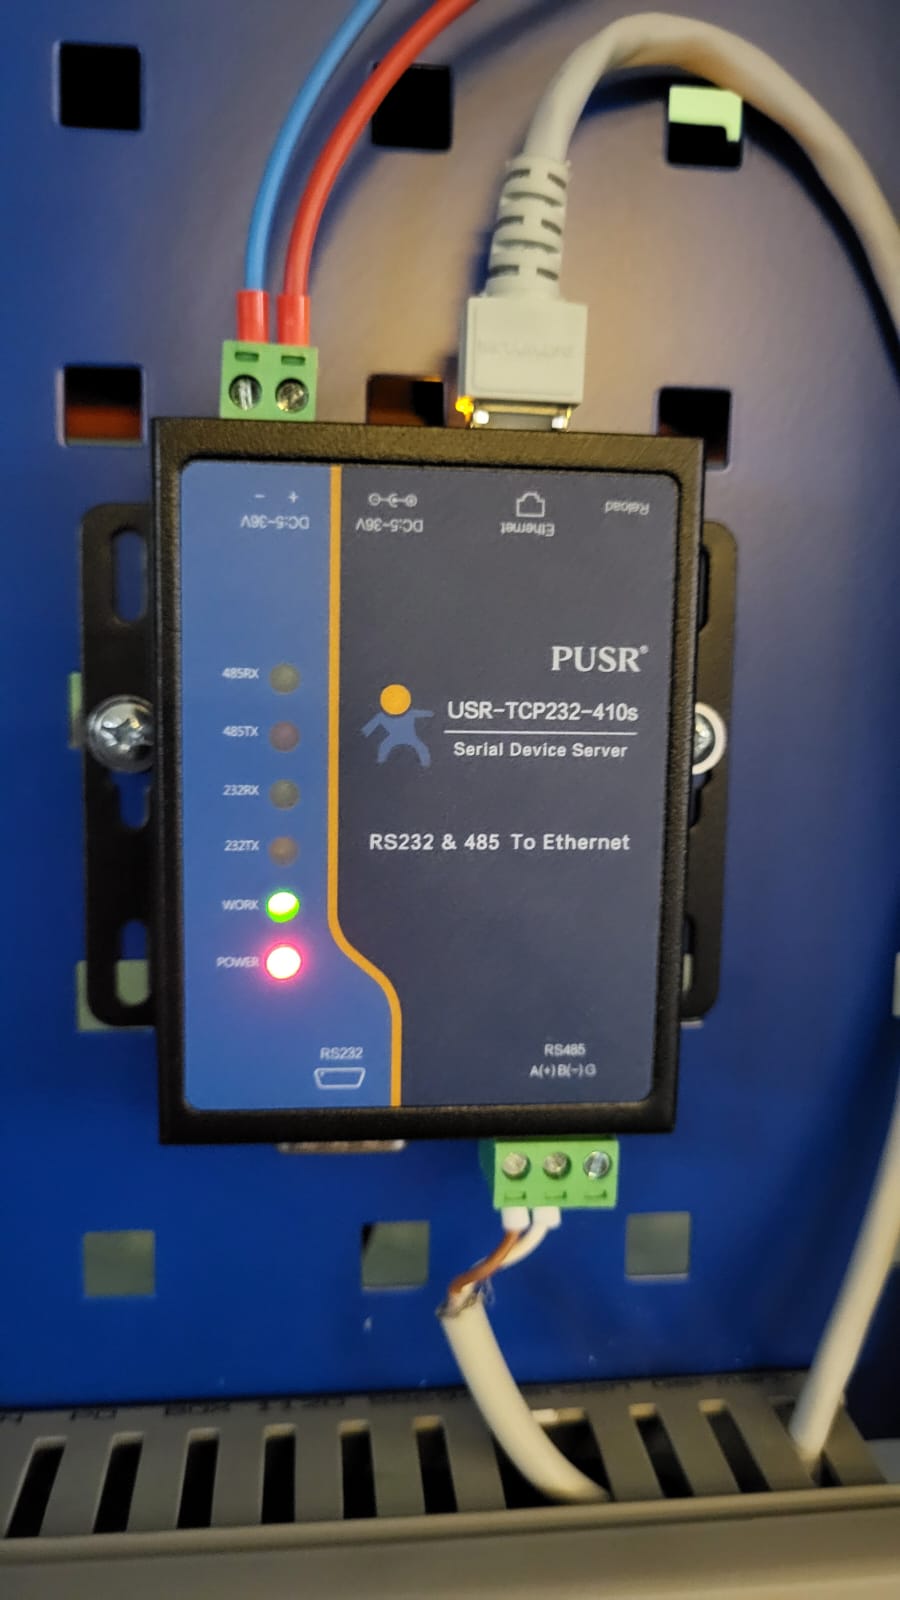 - +
DC:5-36V
DC:5-36V
Ethernet
Reload
PUSR®
USR-TCP232-410s
Serial Device Server
RS232 & 485 To Ethernet
485RX
485TX
232RX
232TX
WORK
POWER
RS232
RS485
A(+) B(-) G